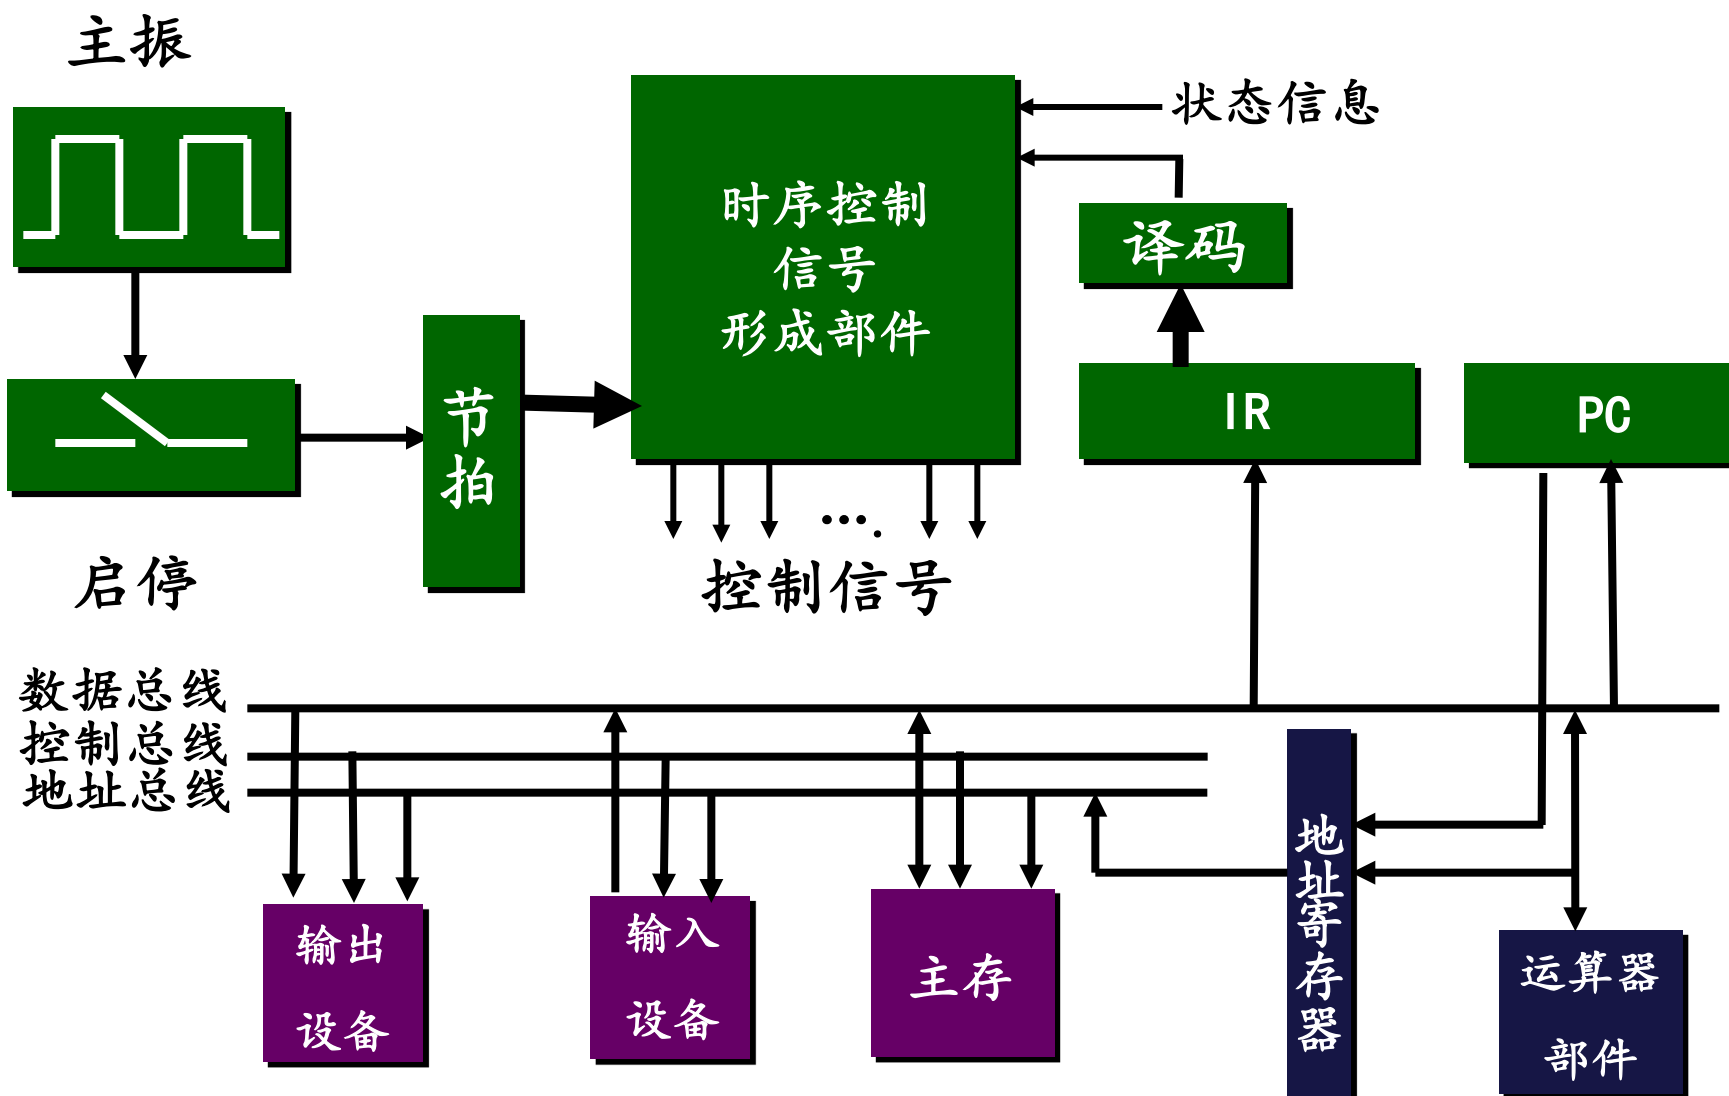 主振
状态信息
时序控制
信号
形成部件
译码
节
拍
IR
PC
….
启停
控制信号
数据总线
控制总线
地址总线
地
址
寄
存
器
输出
设备
输入
设备
主存
运算器
部件